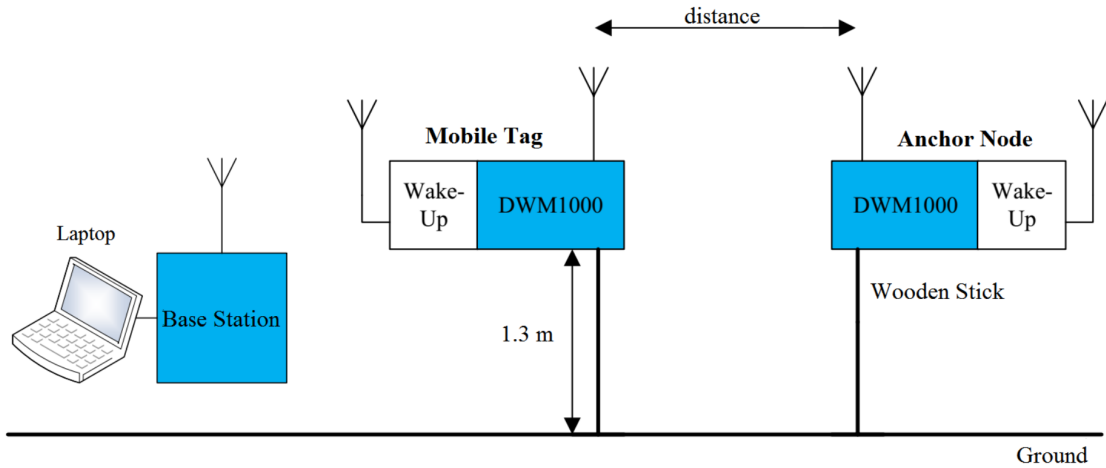 distance
Mobile Tag
Anchor Node
Wake-
Up
DWM1000
DWM1000
Wake-
Up
Laptop
Base Station
Wooden Stick
1.3 m
Ground